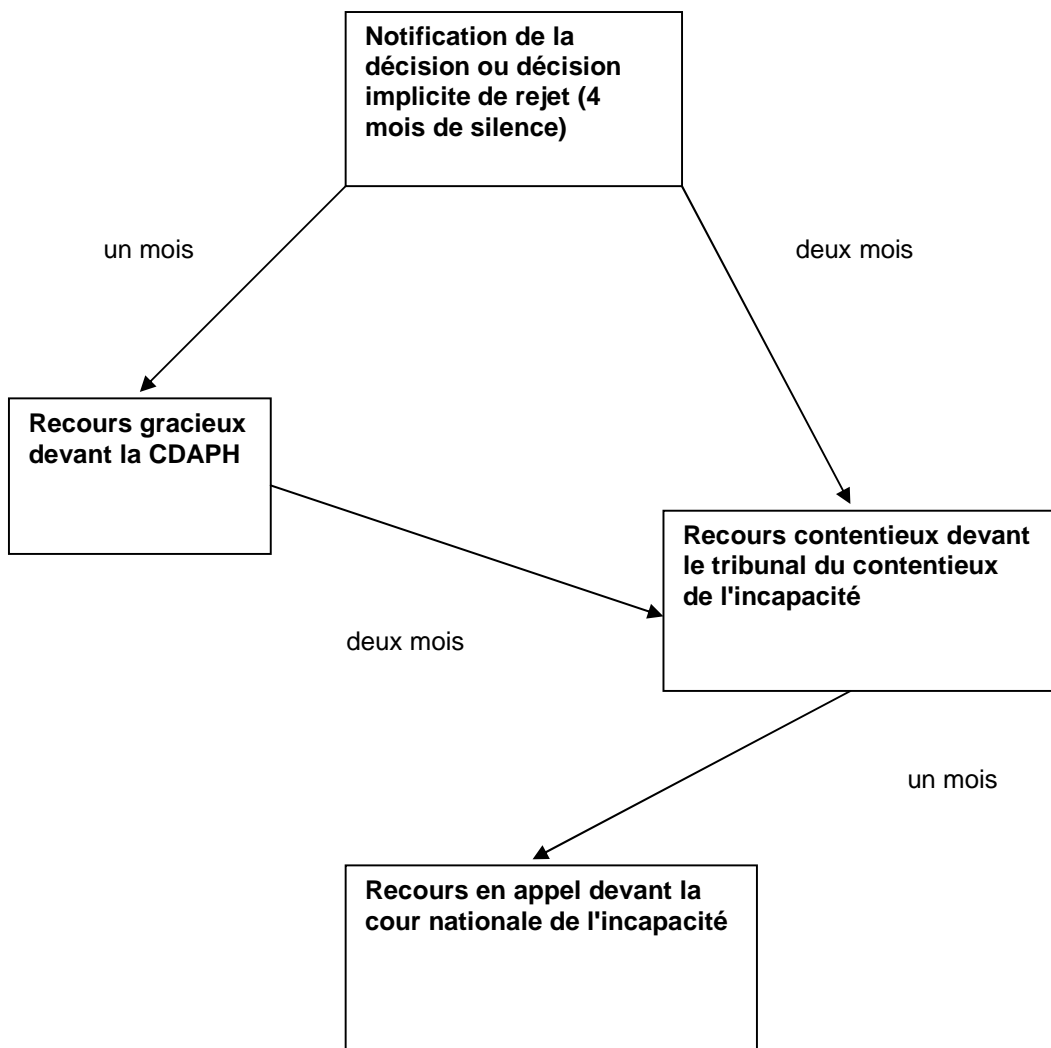 Notification de la
décision ou décision
implicite de rejet (4
mois de silence)
un mois
deux mois
Recours gracieux
devant la CDAPH
Recours contentieux devant
le tribunal du contentieux
de l'incapacité
deux mois
un mois
Recours en appel devant la
cour nationale de l'incapacité